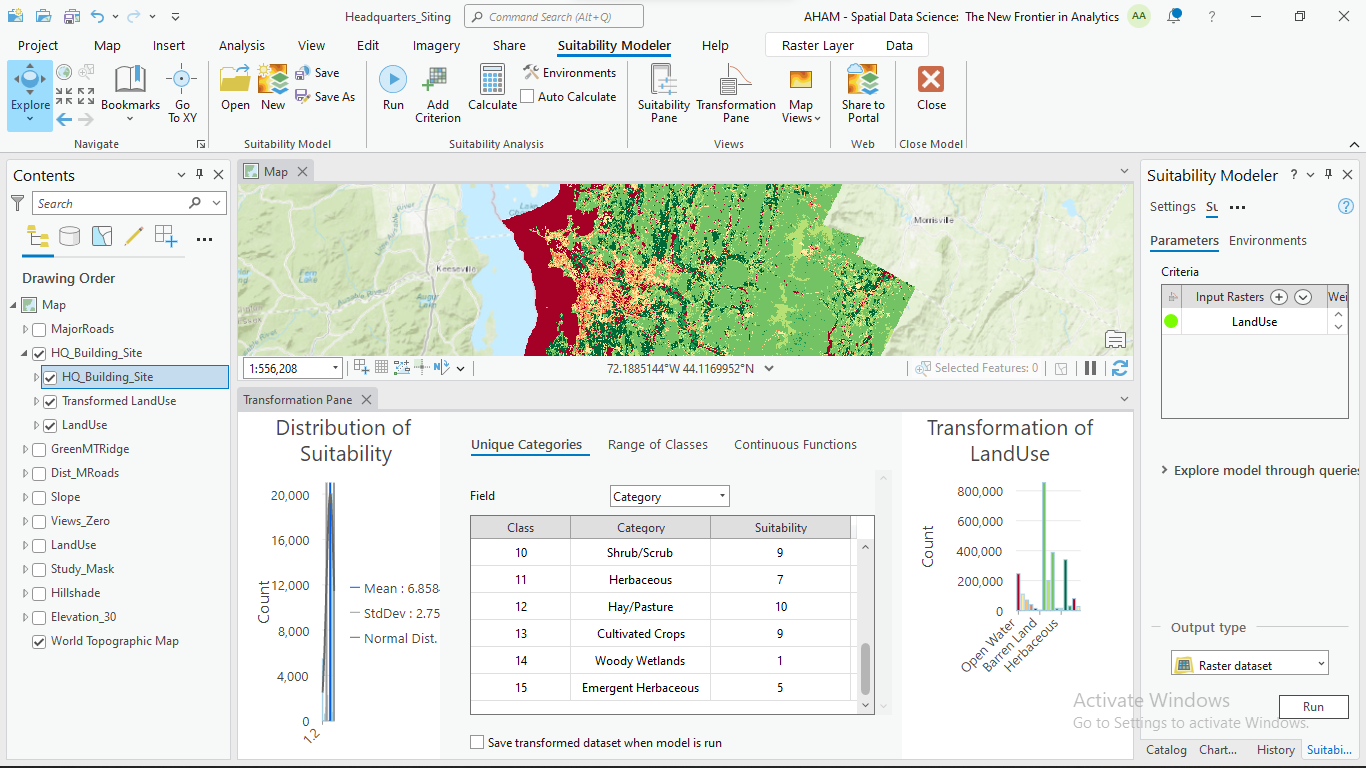 Headquarters_Siting
Command Search (Alt+Q)
AHAM - Spatial Data Science: The New Frontier in Analytics
AA
?
Project
Map
Insert
Analysis
View
Edit
Imagery
Share
Suitability Modeler
Help
Raster Layer
Data
Explore
Bookmarks
Go
To XY
Navigate
Open
New
Save
Save As
Suitability Model
Run
Add
Criterion
Calculate
Environments
Auto Calculate
Suitability Analysis
Suitability
Pane
Transformation
Pane
Map
Views
Views
Share to
Portal
Web
Close
Close Model
Contents
Search
Drawing Order
Map
MajorRoads
HQ_Building_Site
HQ_Building_Site
Transformed LandUse
LandUse
GreenMTRidge
Dist_MRoads
Slope
Views_Zero
LandUse
Study_Mask
Hillshade
Elevation_30
World Topographic Map
Map
Keeseville
Morrisville
1:556,208
72.1885144°W 44.1169952°N
Selected Features: 0
Transformation Pane
Distribution of
Suitability
20,000
16,000
12,000
8,000
4,000
0
Count
1.2
Mean : 6.858
StdDev : 2.75
Normal Dist.
Unique Categories
Range of Classes
Continuous Functions
Field
Category
Class Category Suitability
10 Shrub/Scrub 9
11 Herbaceous 7
12 Hay/Pasture 10
13 Cultivated Crops 9
14 Woody Wetlands 1
15 Emergent Herbaceous 5
Save transformed dataset when model is run
Transformation of
LandUse
800,000
600,000
400,000
200,000
0
Count
Open Water
Barren Land
Herbaceous
Suitability Modeler
?
Settings
Su
?
Parameters
Environments
Criteria
Input Rasters
Wei
LandUse
Explore model through querie
Output type
Raster dataset
Activate Windows
Go to Settings to activate Windows.
Run
Catalog
Chart...
History
Suitabi...